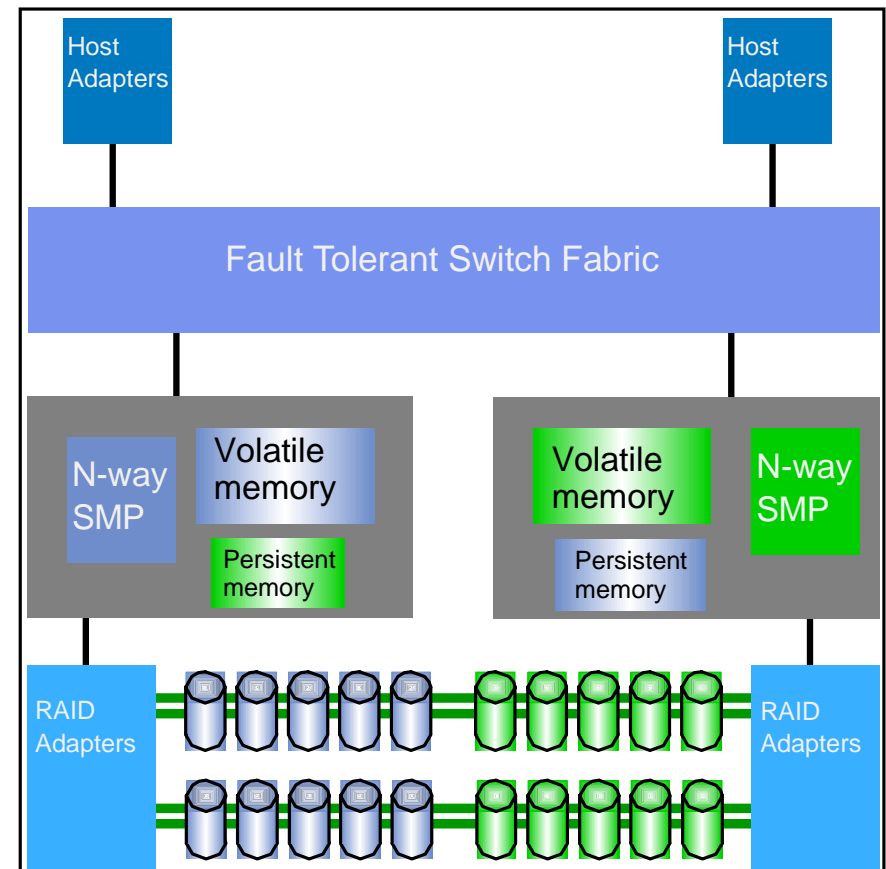 Host
Adapters
Host
Adapters
Fault Tolerant Switch Fabric
N-way
SMP
Volatile
memory
Persistent
memory
Volatile
memory
N-way
SMP
Persistent
memory
RAID
Adapters
RAID
Adapters